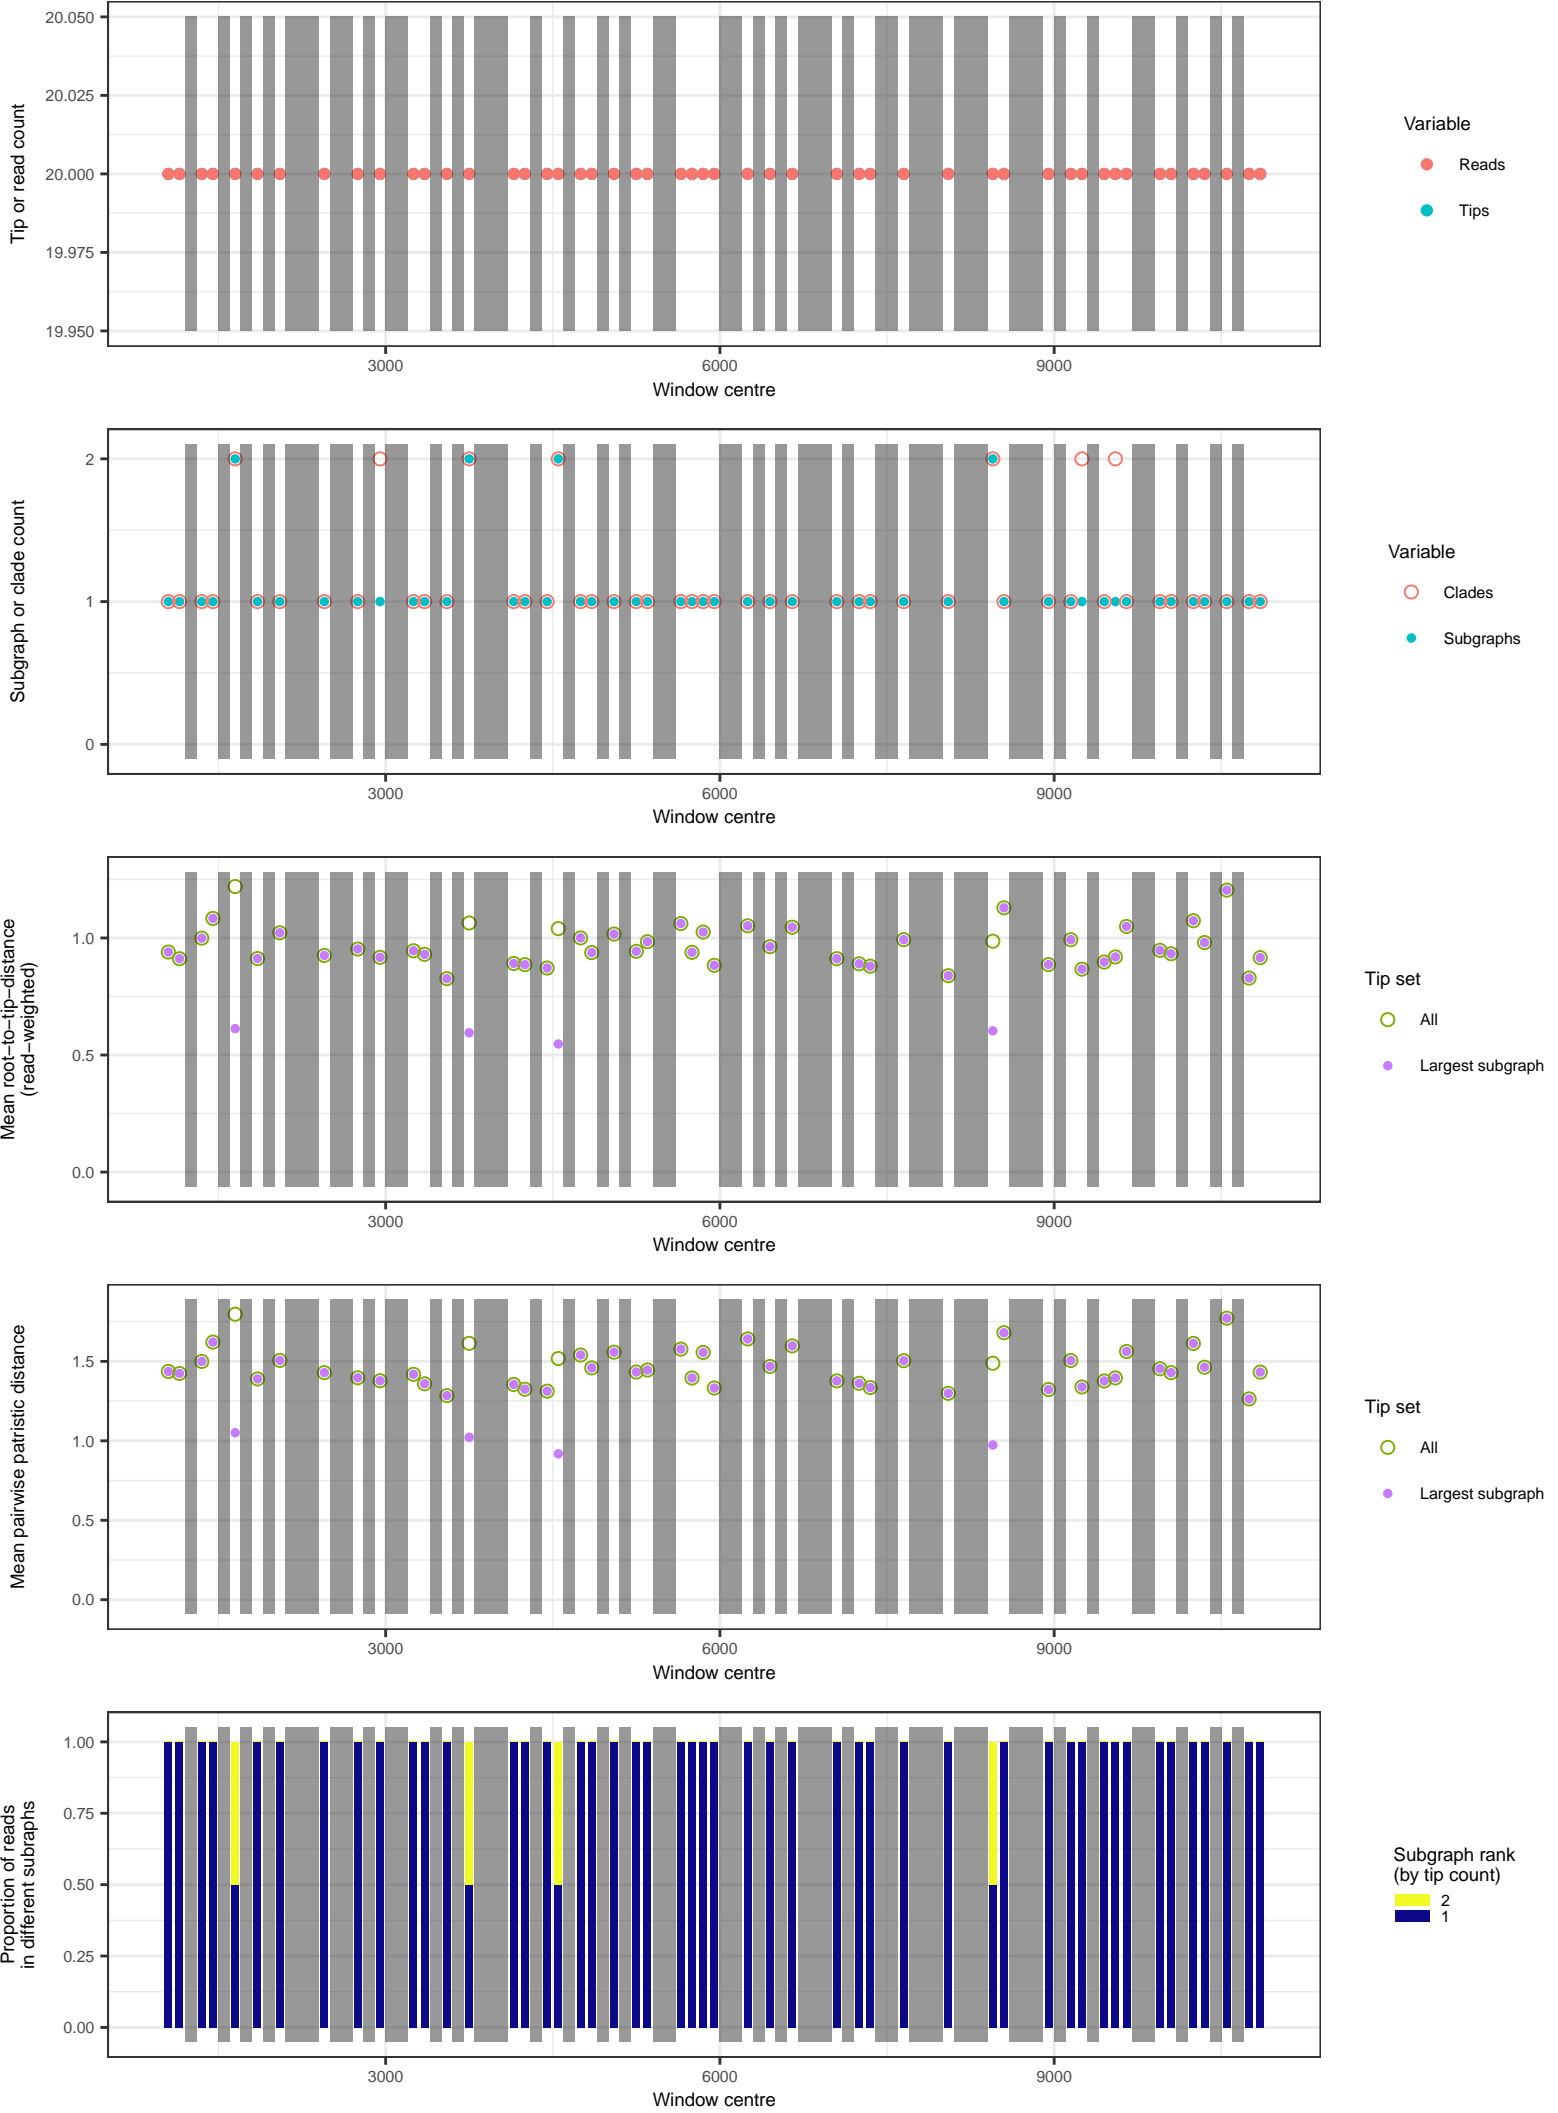 20.050
20.025
20.000
19.975
19.950
Tip or read count
3000
6000
9000
Window centre
Variable
Reads
Tips
2
1
0
Subgraph or clade count
3000
6000
9000
Window centre
Variable
Clades
Subgraphs
1.0
0.5
0.0
Mean root−to−tip−distance
(read−weighted)
3000
6000
9000
Window centre
Tip set
All
Largest subgraph
1.5
1.0
0.5
0.0
Mean pairwise patristic distance
3000
6000
9000
Window centre
Tip set
All
Largest subgraph
1.00
0.75
0.50
0.25
0.00
Proportion of reads
in different subraphs
3000
6000
9000
Window centre
Subgraph rank
(by tip count)
2
1